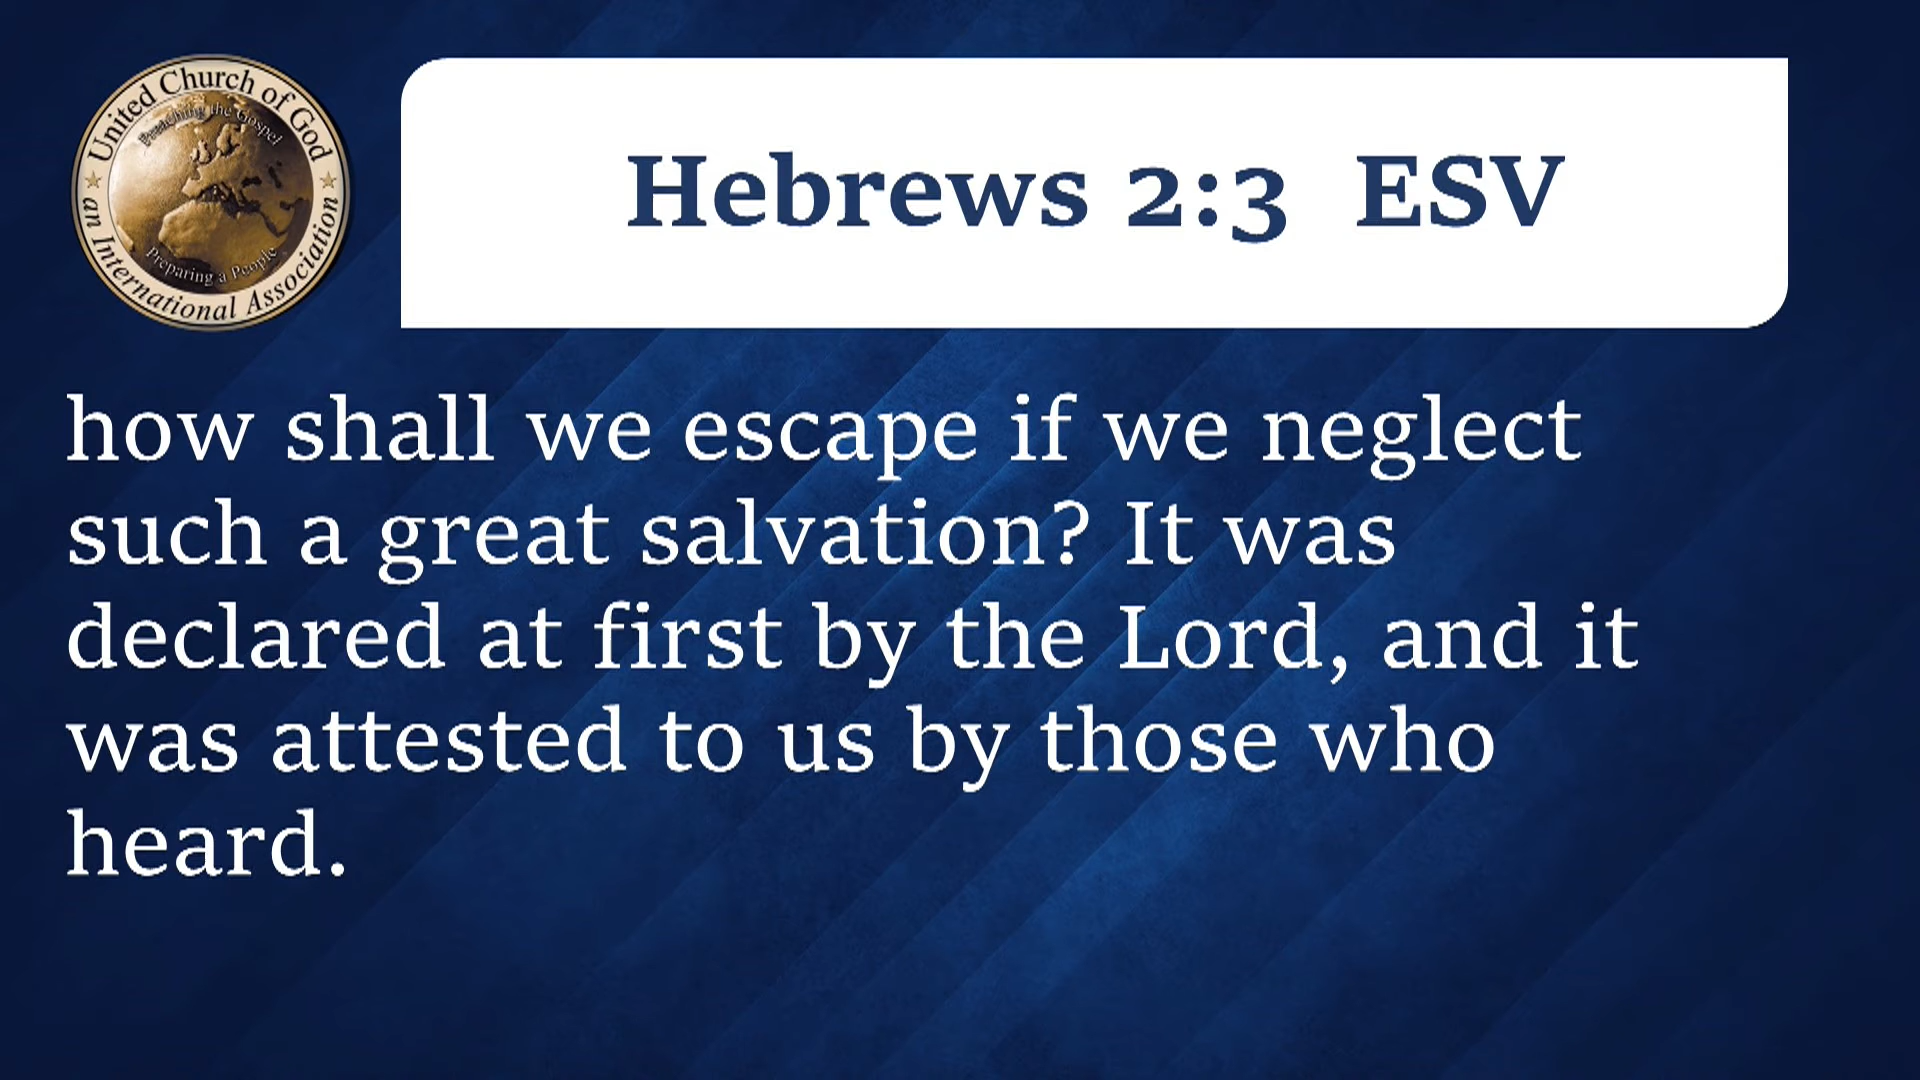 United Church of God
Preaching the Gospel
Preparing a People
an International Association
Hebrews 2:3 ESV
how shall we escape if we neglect
such a great salvation? It was
declared at first by the Lord, and it
was attested to us by those who
heard.